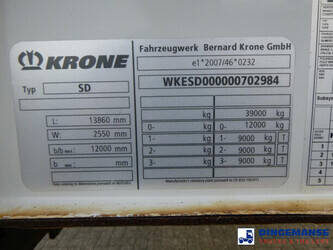 KRONE
Fahrzeugwerk Bernard Krone GmbH
e1*2007/46*0232
Typ SD
WKESD000000702984
L: 13860 mm
W: 2550 mm
b/b max 12000 mm
kg 39000 kg
0- kg 0- 12000 kg
1- kg 1- 9000 kg T
2- kg 2- 9000 kg T
3- kg 3- 9000 kg T
DINGEMANSE